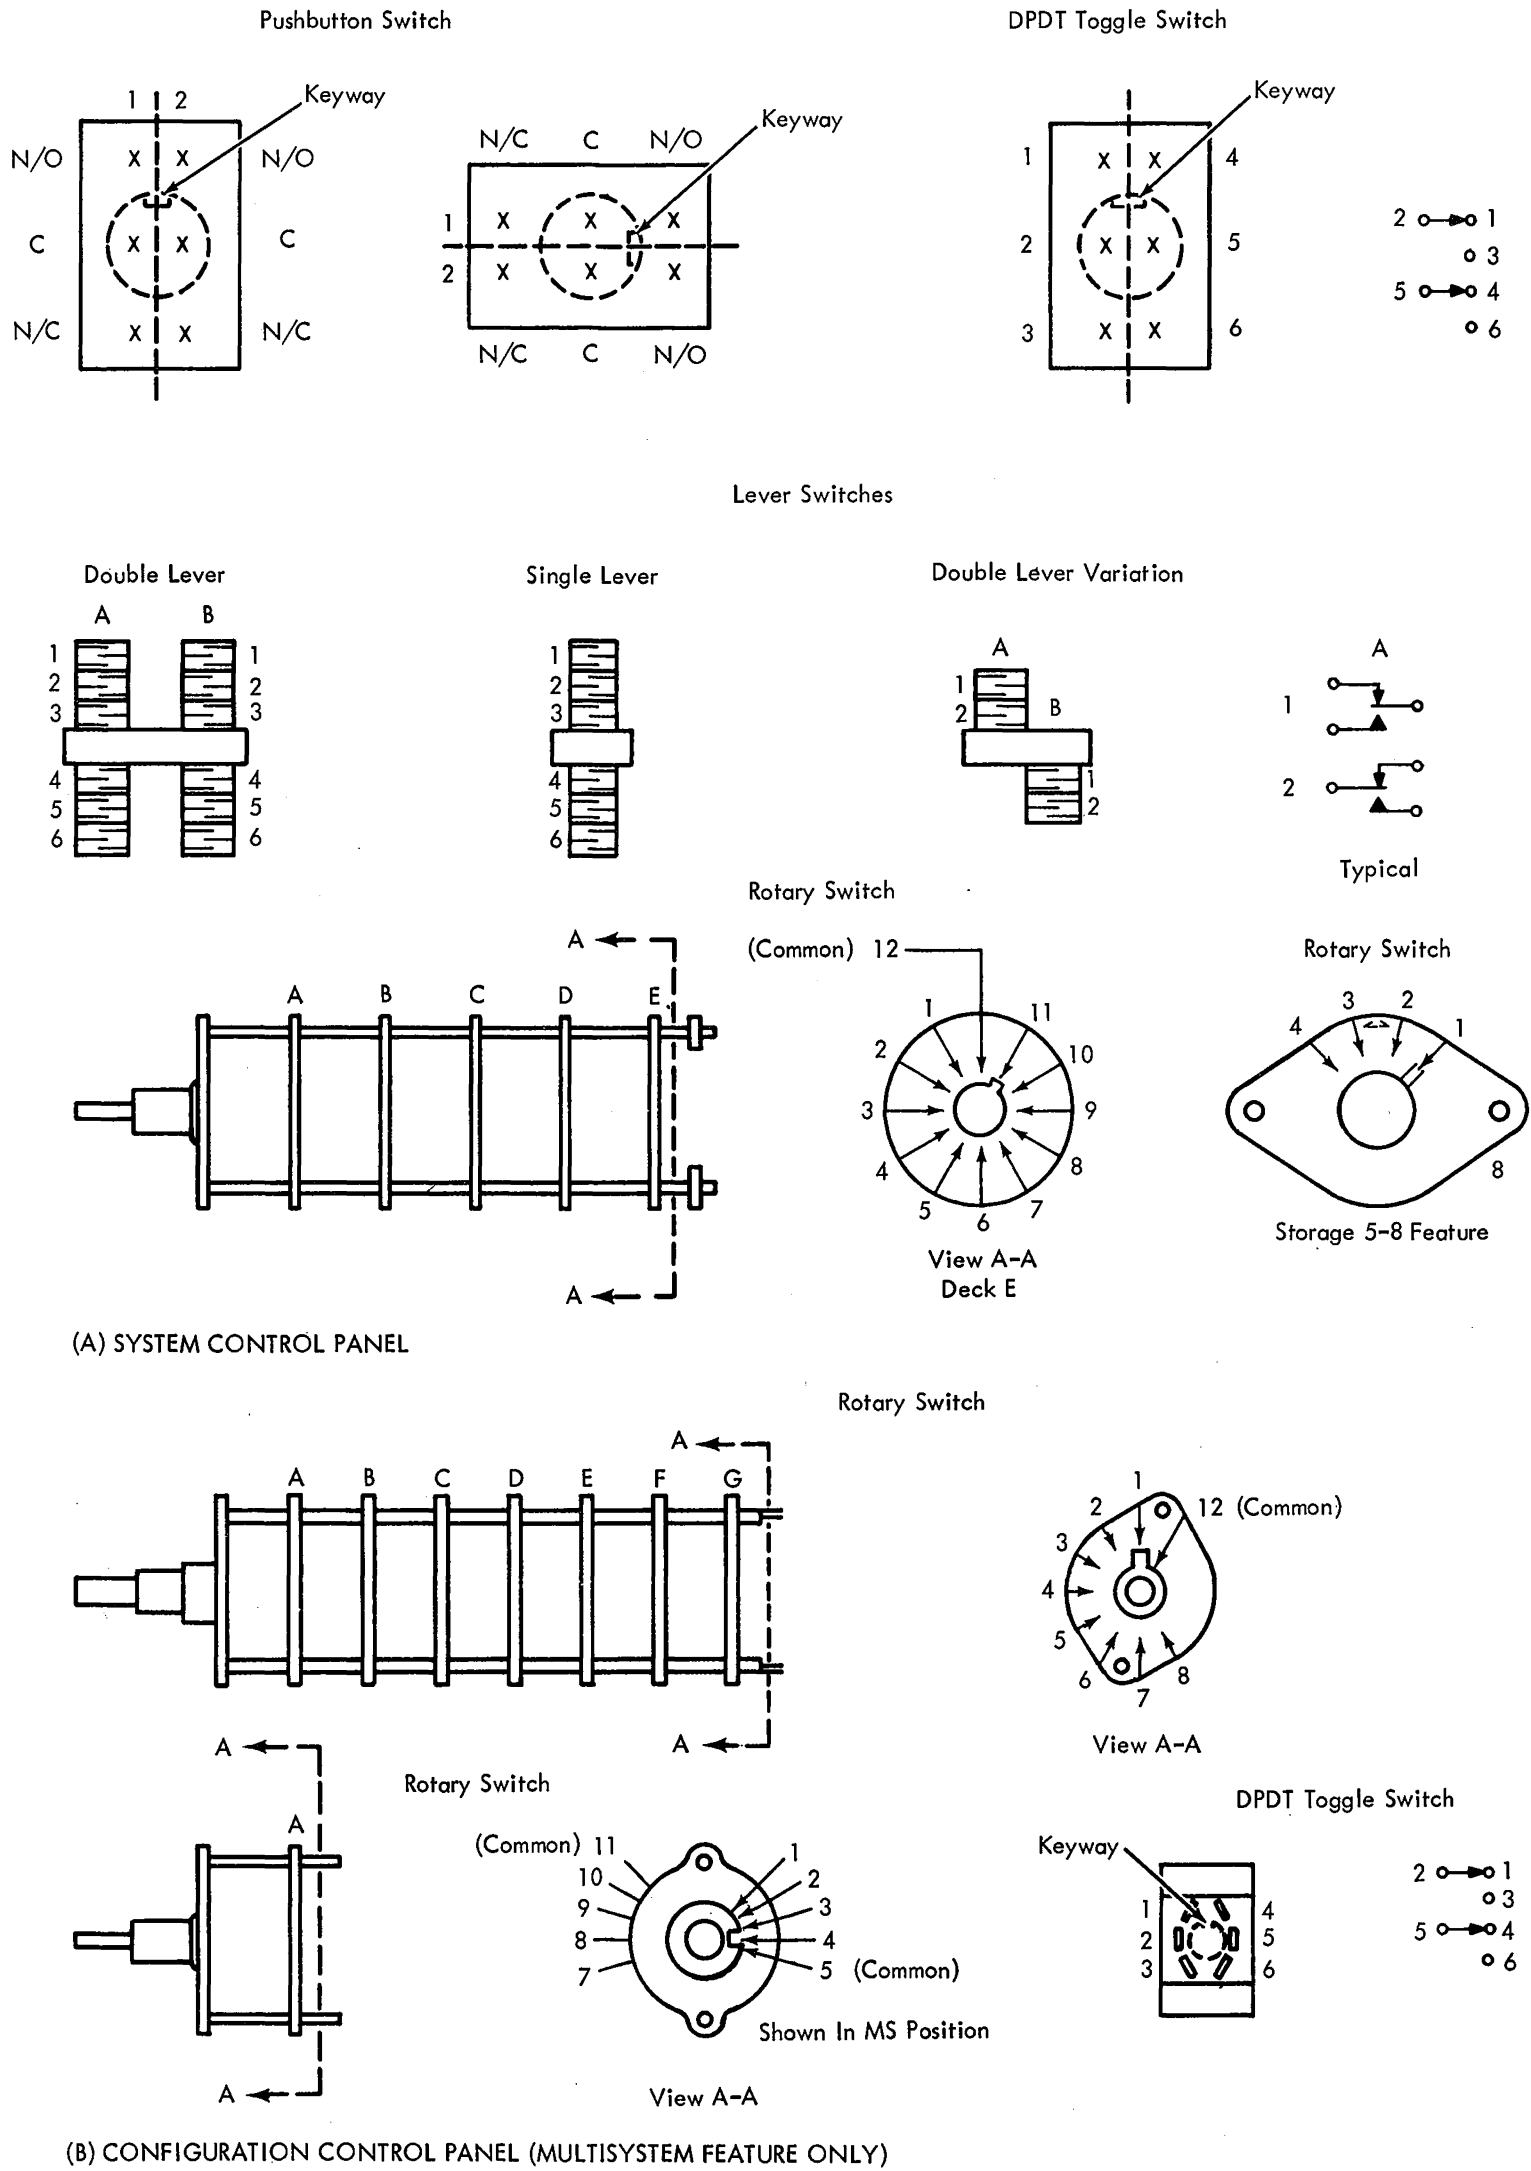 Pushbutton Switch
DPDT Toggle Switch
1 2
Keyway
N/O N/O
C C
N/C N/C
Keyway
N/C C N/O
1
2
N/C C N/O
Keyway
1 4
2 5
3 6
2 1
3
5 4
6
Lever Switches
Double Lever
A B
1 1
2 2
3 3
4 4
5 5
6 6
Single Lever
1
2
3
4
5
6
Double Lever Variation
A
1
2
B
1
2
A
1
2
Typical
Rotary Switch
A
A B C D E
A
(Common) 12
1 11
2 10
3 9
4 8
5 7
6
View A-A
Deck E
Rotary Switch
4 3 2 1
8
Storage 5-8 Feature
(A) SYSTEM CONTROL PANEL
Rotary Switch
A
A B C D E F G
A
1
2 12 (Common)
3
4
5
6 7 8
View A-A
A
Rotary Switch
A
A
(Common) 11 1
10 2
9 3
8 4
7 5 (Common)
Shown In MS Position
View A-A
DPDT Toggle Switch
Keyway
1 4
2 5
3 6
2 1
3
5 4
6
(B) CONFIGURATION CONTROL PANEL (MULTISYSTEM FEATURE ONLY)